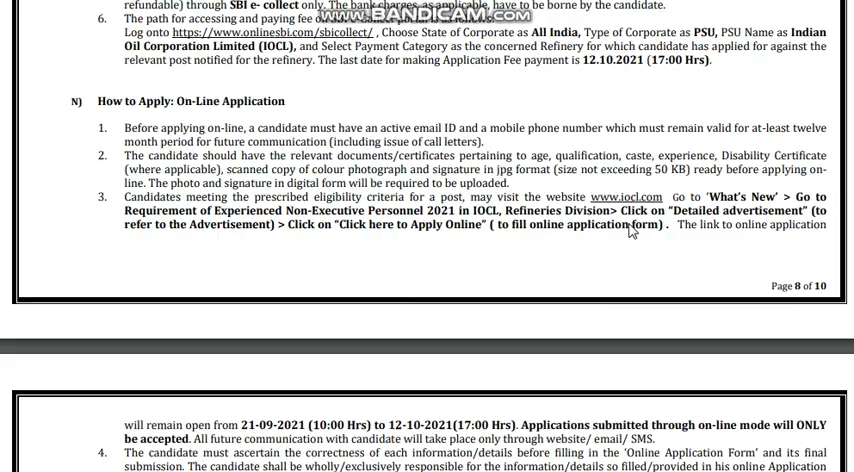 refundable) through SBI e- collect only. The bank charges, as applicable, have to be borne by the candidate.
www.BANDICAM.com
6. The path for accessing and paying fee on
Log onto https://www.onlinesbi.com/sbicollect/ , Choose State of Corporate as All India, Type of Corporate as PSU, PSU Name as Indian
Oil Corporation Limited (IOCL), and Select Payment Category as the concerned Refinery for which candidate has applied for against the
relevant post notified for the refinery. The last date for making Application Fee payment is 12.10.2021 (17:00 Hrs).
N) How to Apply: On-Line Application
1. Before applying on-line, a candidate must have an active email ID and a mobile phone number which must remain valid for at-least twelve
month period for future communication (including issue of call letters).
2. The candidate should have the relevant documents/certificates pertaining to age, qualification, caste, experience, Disability Certificate
(where applicable), scanned copy of colour photograph and signature in jpg format (size not exceeding 50 KB) ready before applying on-
line. The photo and signature in digital form will be required to be uploaded.
3. Candidates meeting the prescribed eligibility criteria for a post, may visit the website www.iocl.com Go to ‘What’s New’ > Go to
Requirement of Experienced Non-Executive Personnel 2021 in IOCL, Refineries Division> Click on “Detailed advertisement” (to
refer to the Advertisement) > Click on “Click here to Apply Online” ( to fill online application form) . The link to online application
Page 8 of 10
will remain open from 21-09-2021 (10:00 Hrs) to 12-10-2021(17:00 Hrs). Applications submitted through on-line mode will ONLY
be accepted. All future communication with candidate will take place only through website/ email/ SMS.
4. The candidate must ascertain the correctness of each information/details before filling in the ‘Online Application Form’ and its final
submission. The candidate shall be wholly/exclusively responsible for the information/details so filled/provided in his online Application